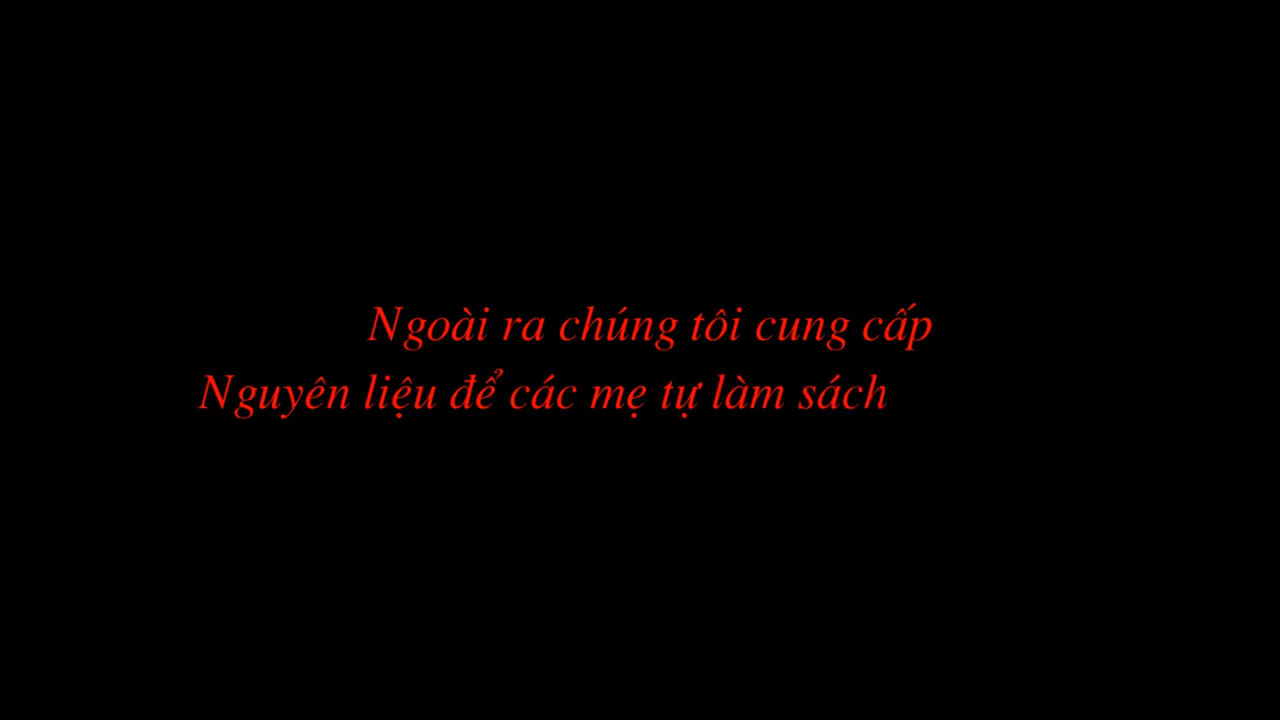 Ngoài ra chúng tôi cung cấp
Nguyên liệu để các mẹ tự làm sách